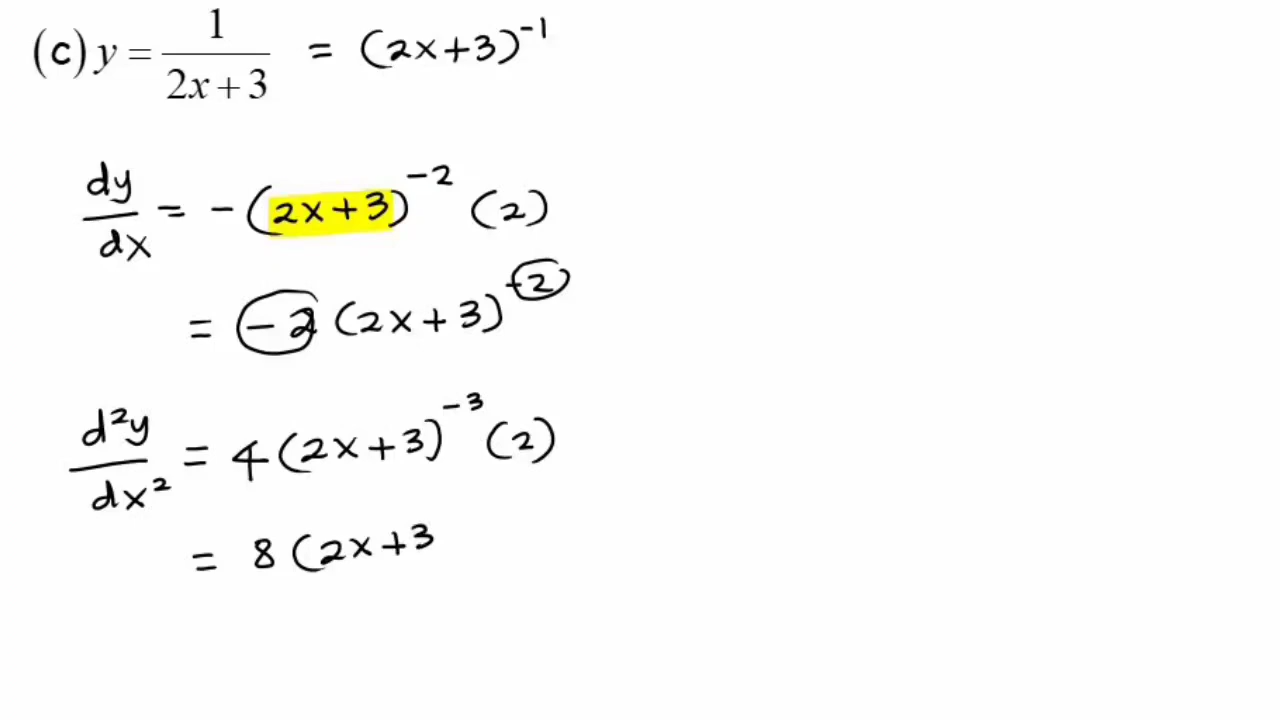 (c) y = 1/(2x + 3) = (2x+3)⁻¹
dy/dx = -(2x+3)⁻² (2)
= -2 (2x+3)⁻²
d²y/dx² = 4(2x+3)⁻³ (2)
= 8 (2x+3